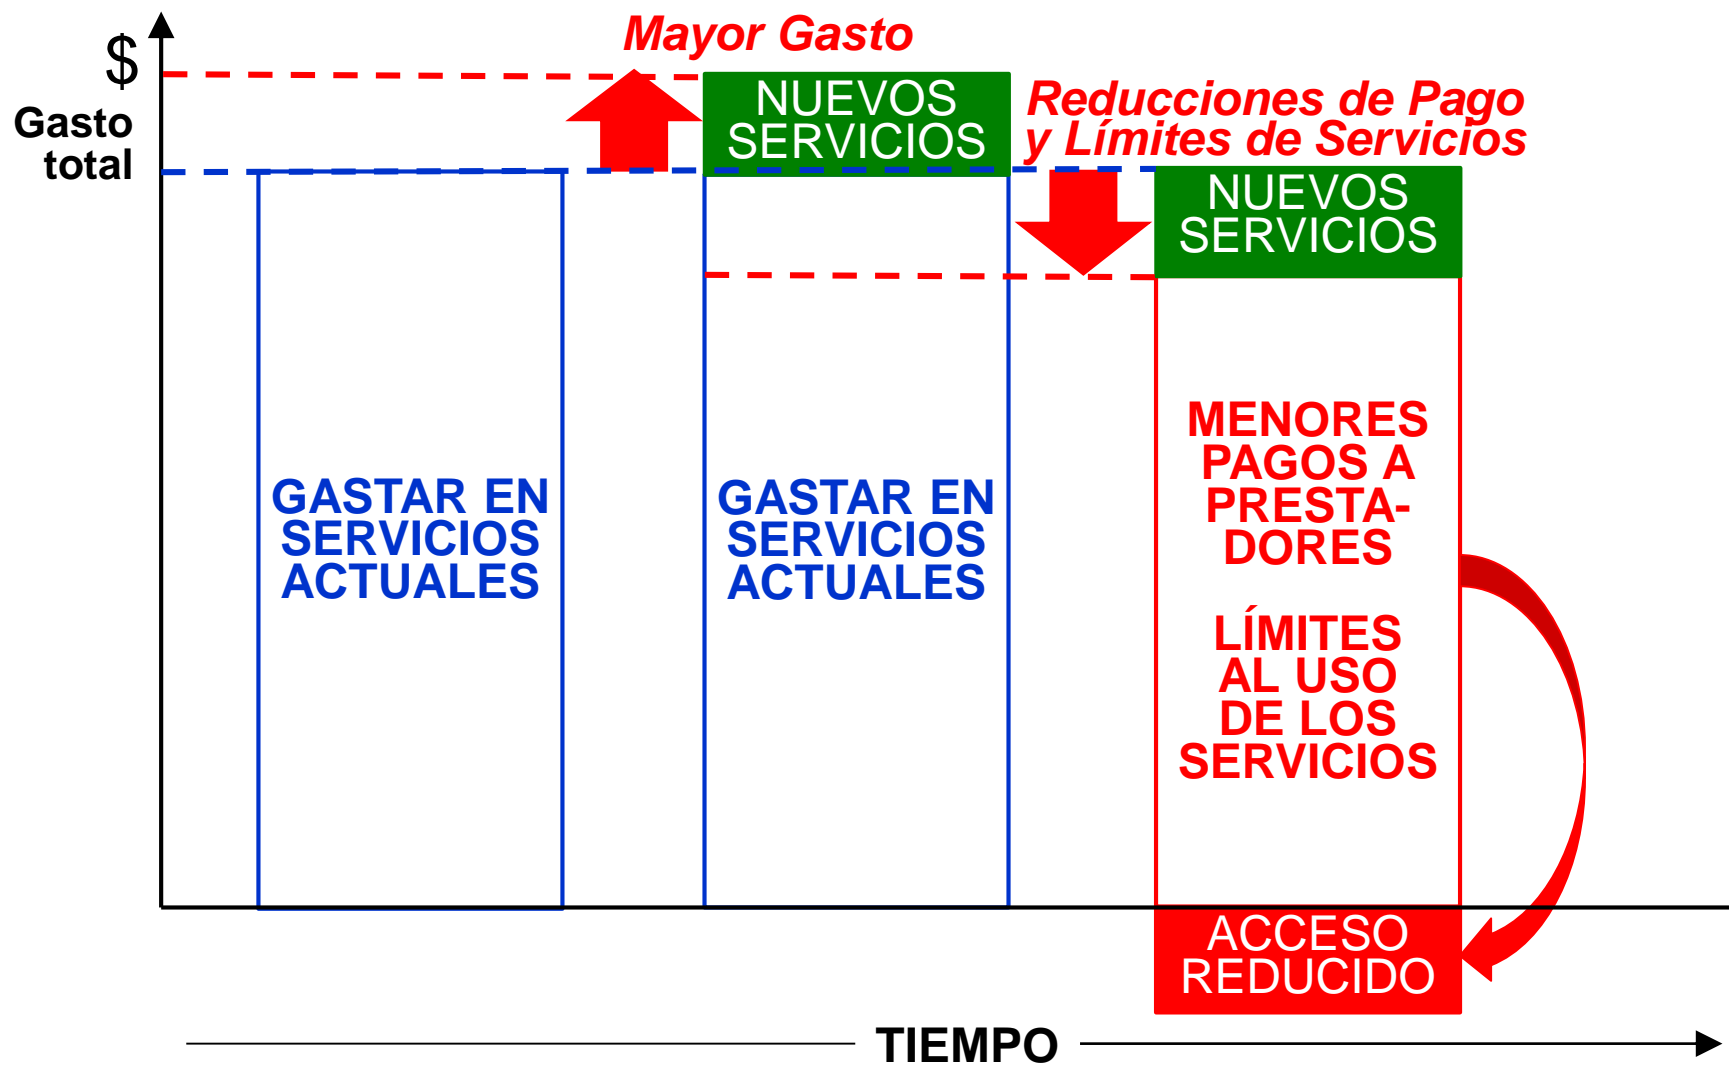 $
Gasto
total
Mayor Gasto
NUEVOS
SERVICIOS
Reducciones de Pago
y Límites de Servicios
NUEVOS
SERVICIOS
GASTAR EN
SERVICIOS
ACTUALES
GASTAR EN
SERVICIOS
ACTUALES
MENORES
PAGOS A
PRESTA-
DORES
LÍMITES
AL USO
DE LOS
SERVICIOS
ACCESO
REDUCIDO
TIEMPO